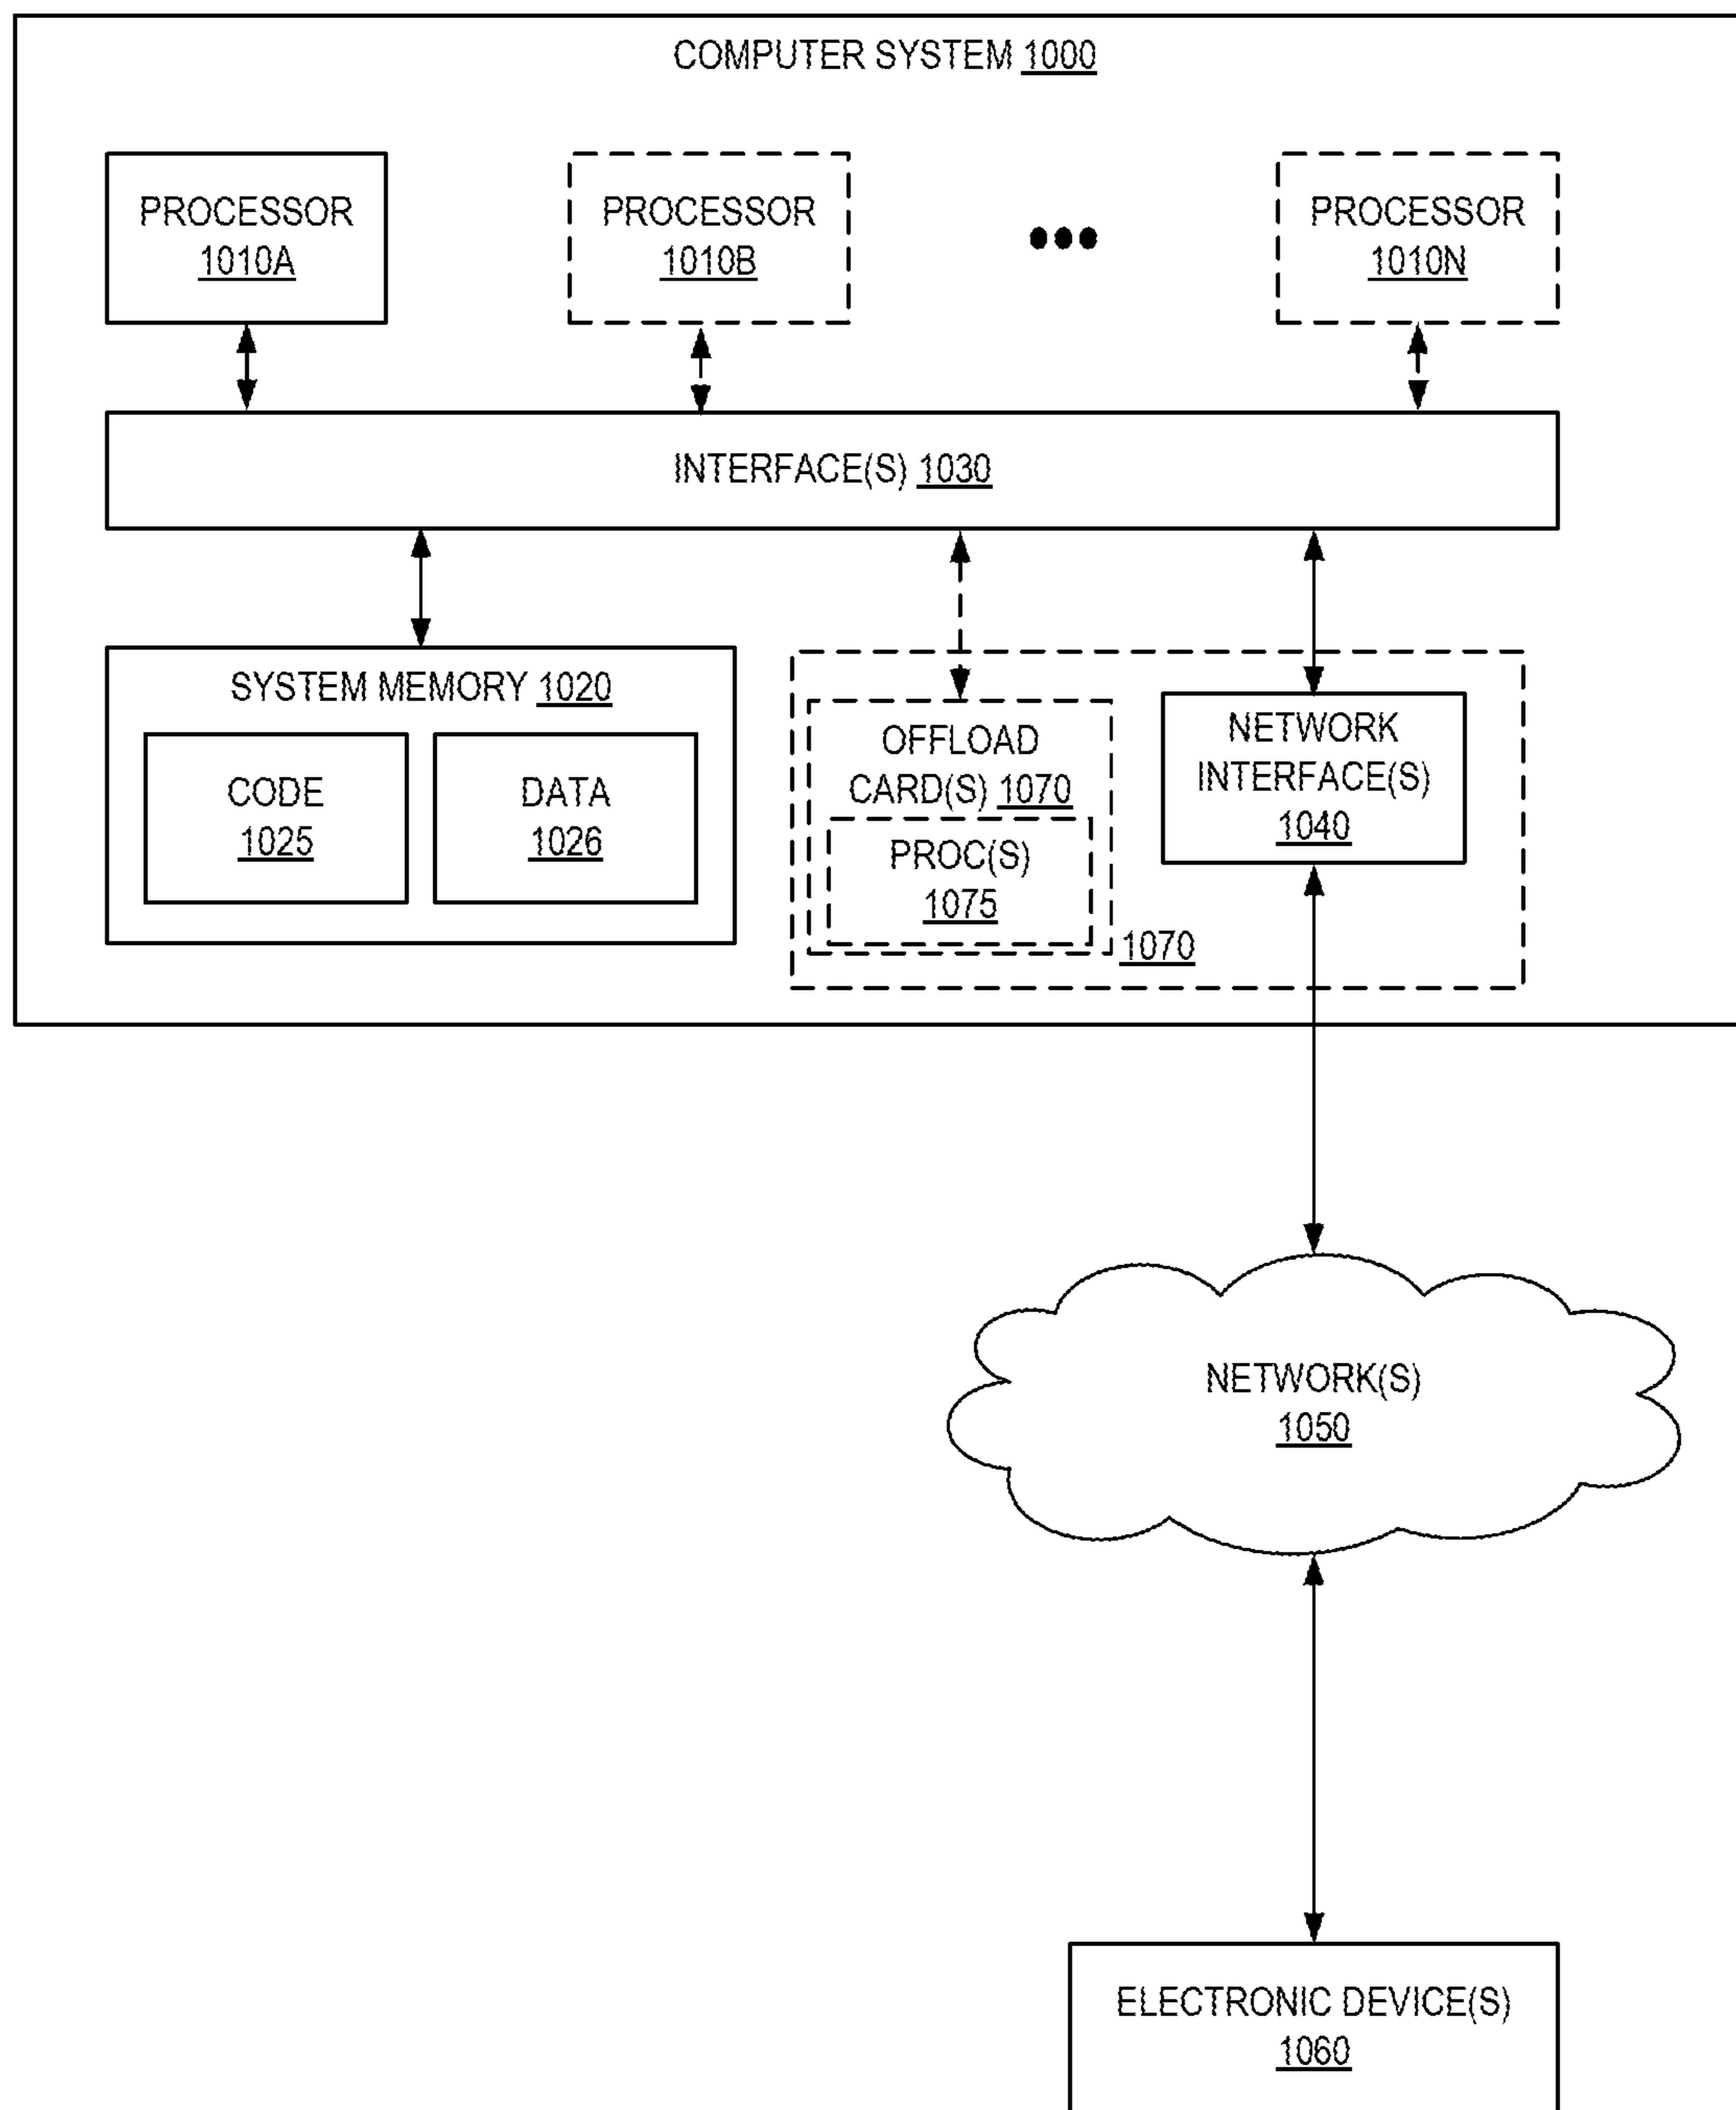 COMPUTER SYSTEM 1000
PROCESSOR
1010A
PROCESSOR
1010B
PROCESSOR
1010N
INTERFACE(S) 1030
SYSTEM MEMORY 1020
CODE
1025
DATA
1026
OFFLOAD
CARD(S) 1070
PROC(S)
1075
1070
NETWORK
INTERFACE(S)
1040
NETWORK(S)
1050
ELECTRONIC DEVICE(S)
1060